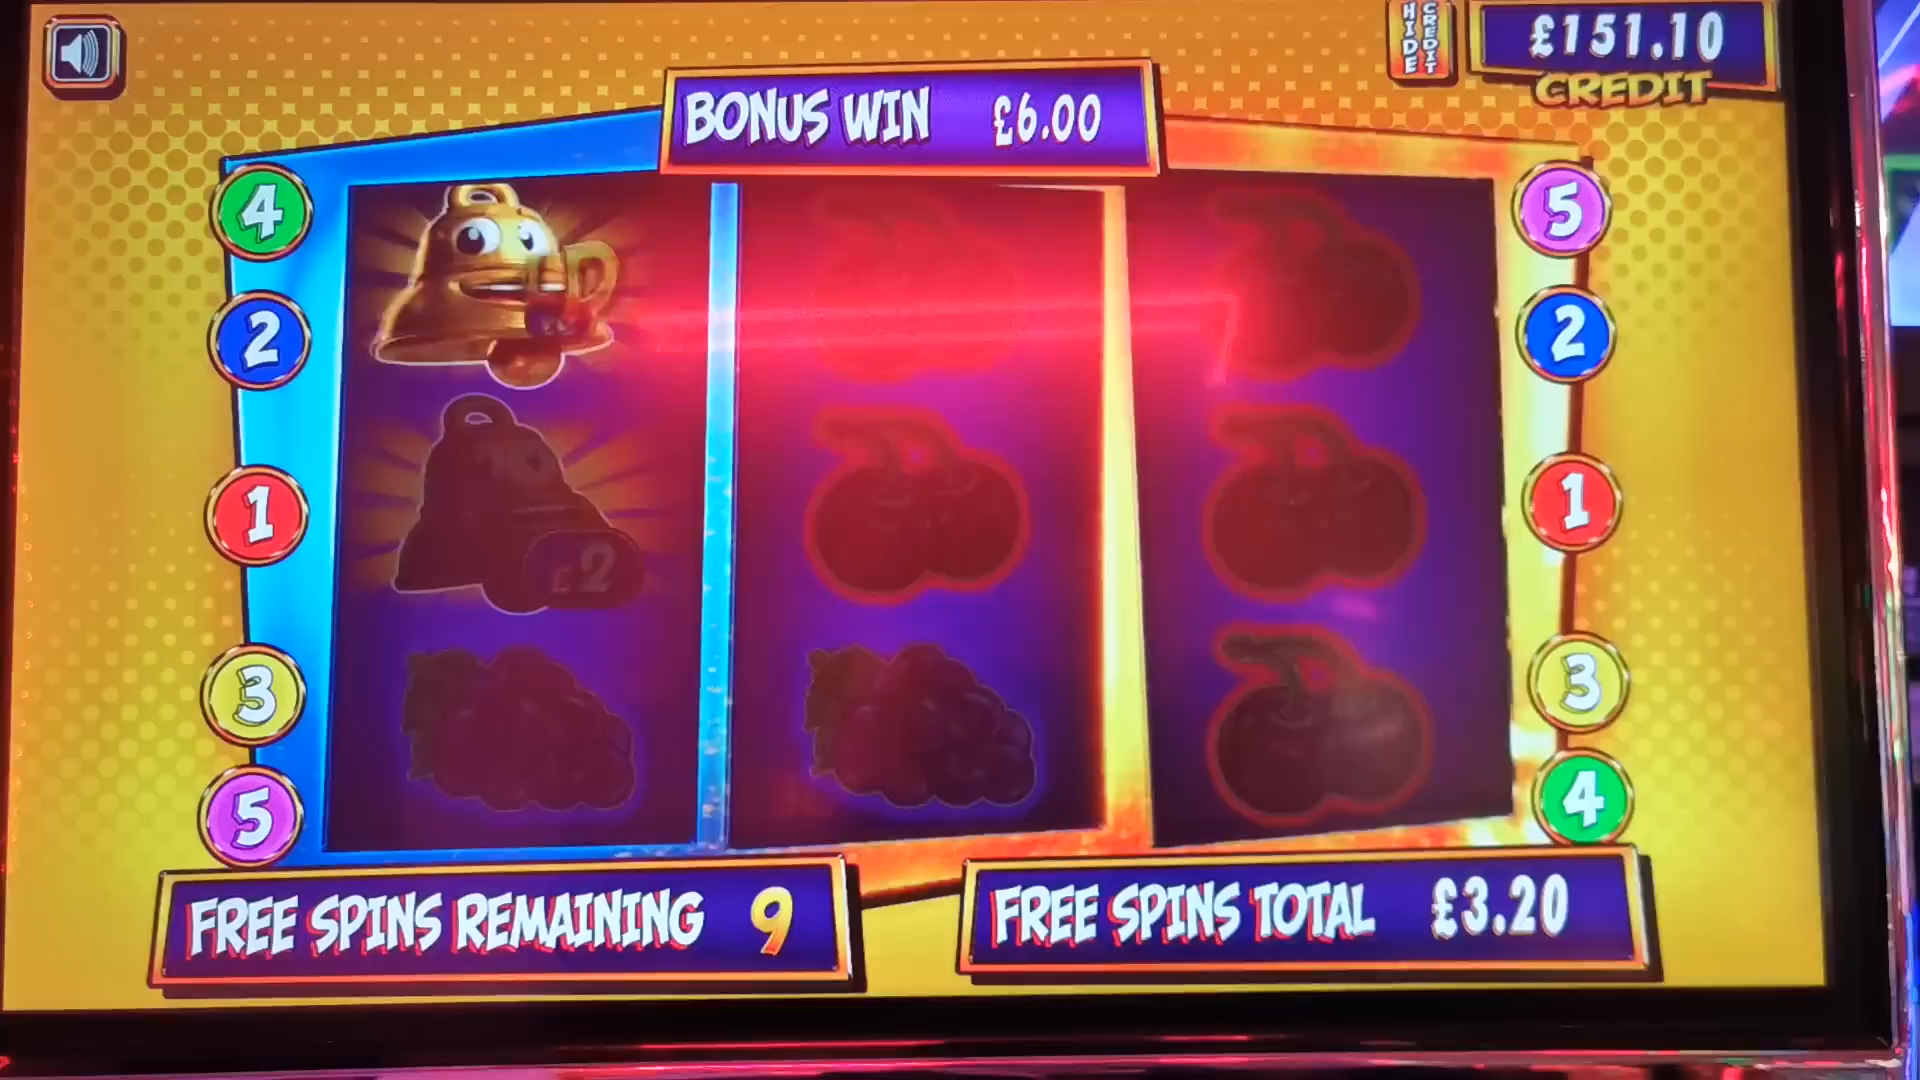 HIDE CREDIT
£151.10
CREDIT
BONUS WIN £6.00
4
5
2
2
10
1
1
£2
3
3
5
4
FREE SPINS REMAINING 9
FREE SPINS TOTAL £3.20